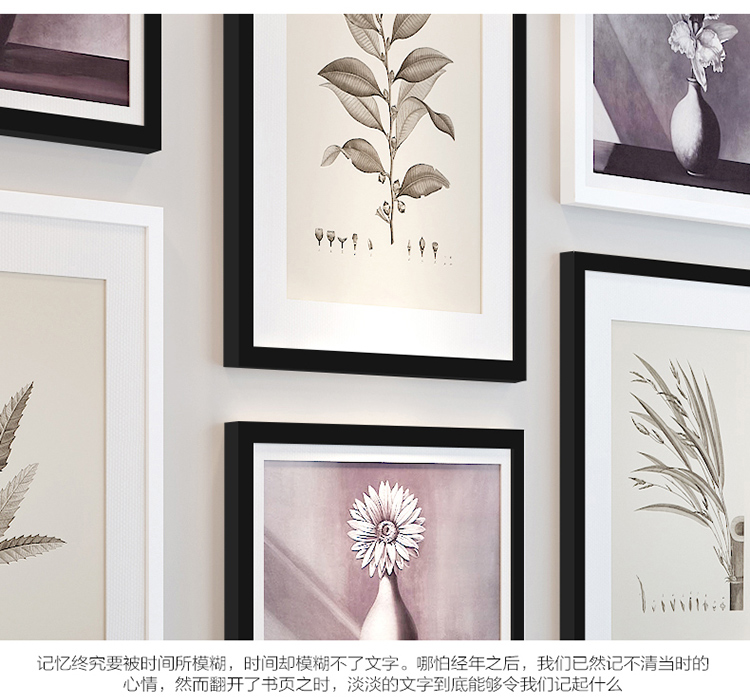 记忆终究要被时间所模糊，时间却模糊不了文字。哪怕经年之后，我们已然记不清当时的
心情，然而翻开了书页之时，淡淡的文字到底能够令我们记起什么